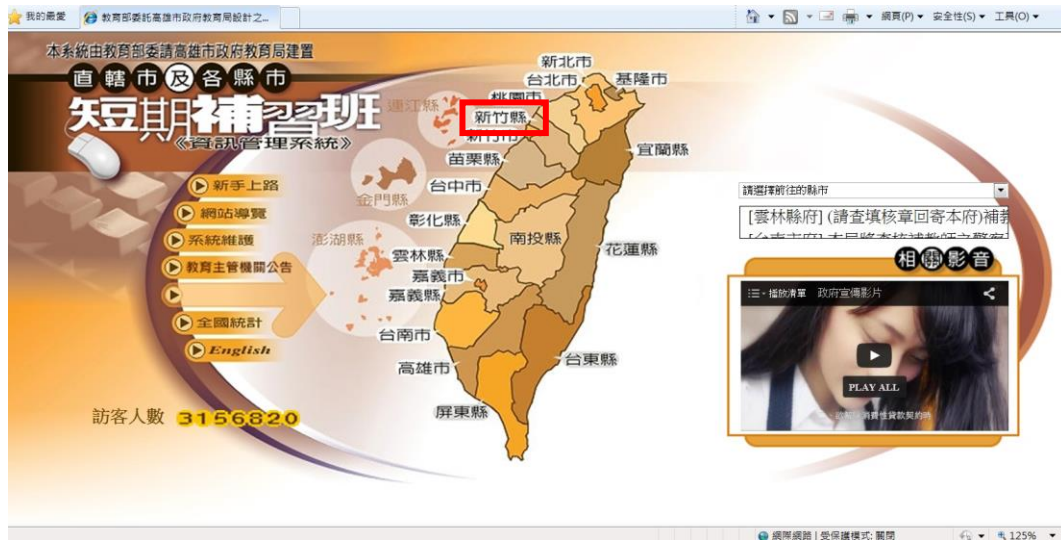 我的最愛
教育部委託高雄市政府教育局設計之...
網頁(P)
安全性(S)
工具(O)
本系統由教育部委請高雄市政府教育局建置
直轄市及各縣市
短期補習班
《資訊管理系統》
新手上路
網站導覽
系統維護
教育主管機關公告
全國統計
English
訪客人數 3156820
新北市
台北市
基隆市
桃園市
連江縣
新竹縣
新竹市
宜蘭縣
苗栗縣
台中市
金門縣
彰化縣
南投縣
花蓮縣
澎湖縣
雲林縣
嘉義市
嘉義縣
台南市
高雄市
台東縣
屏東縣
請選擇前往的縣市
[雲林縣府] (請查填核章回寄本府)補教
相關影音
播放清單 政府宣傳影片
PLAY ALL
網際網路 | 受保護模式: 關閉
125%